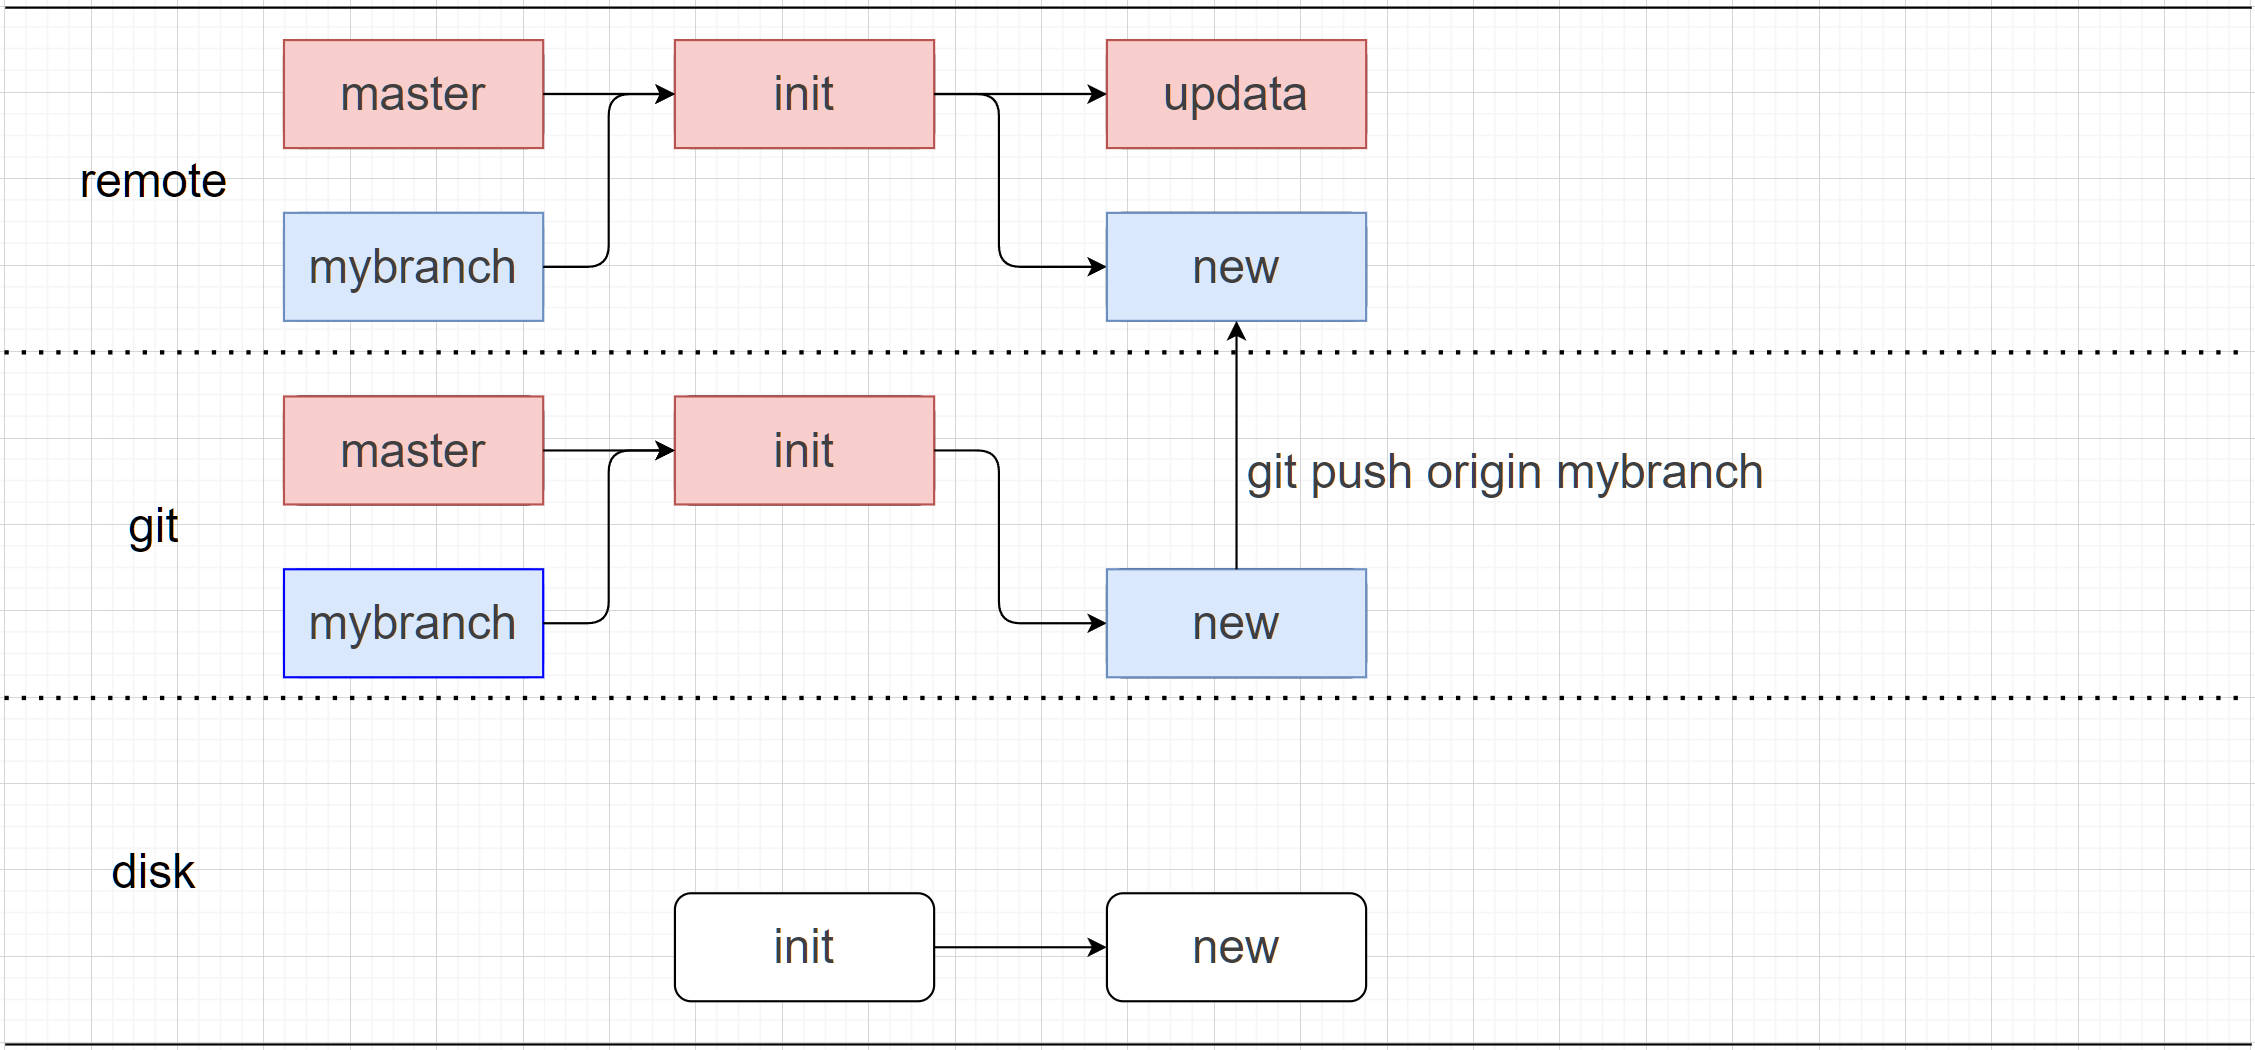 master
init
updata
remote
mybranch
new
master
init
git push origin mybranch
git
mybranch
new
disk
init
new